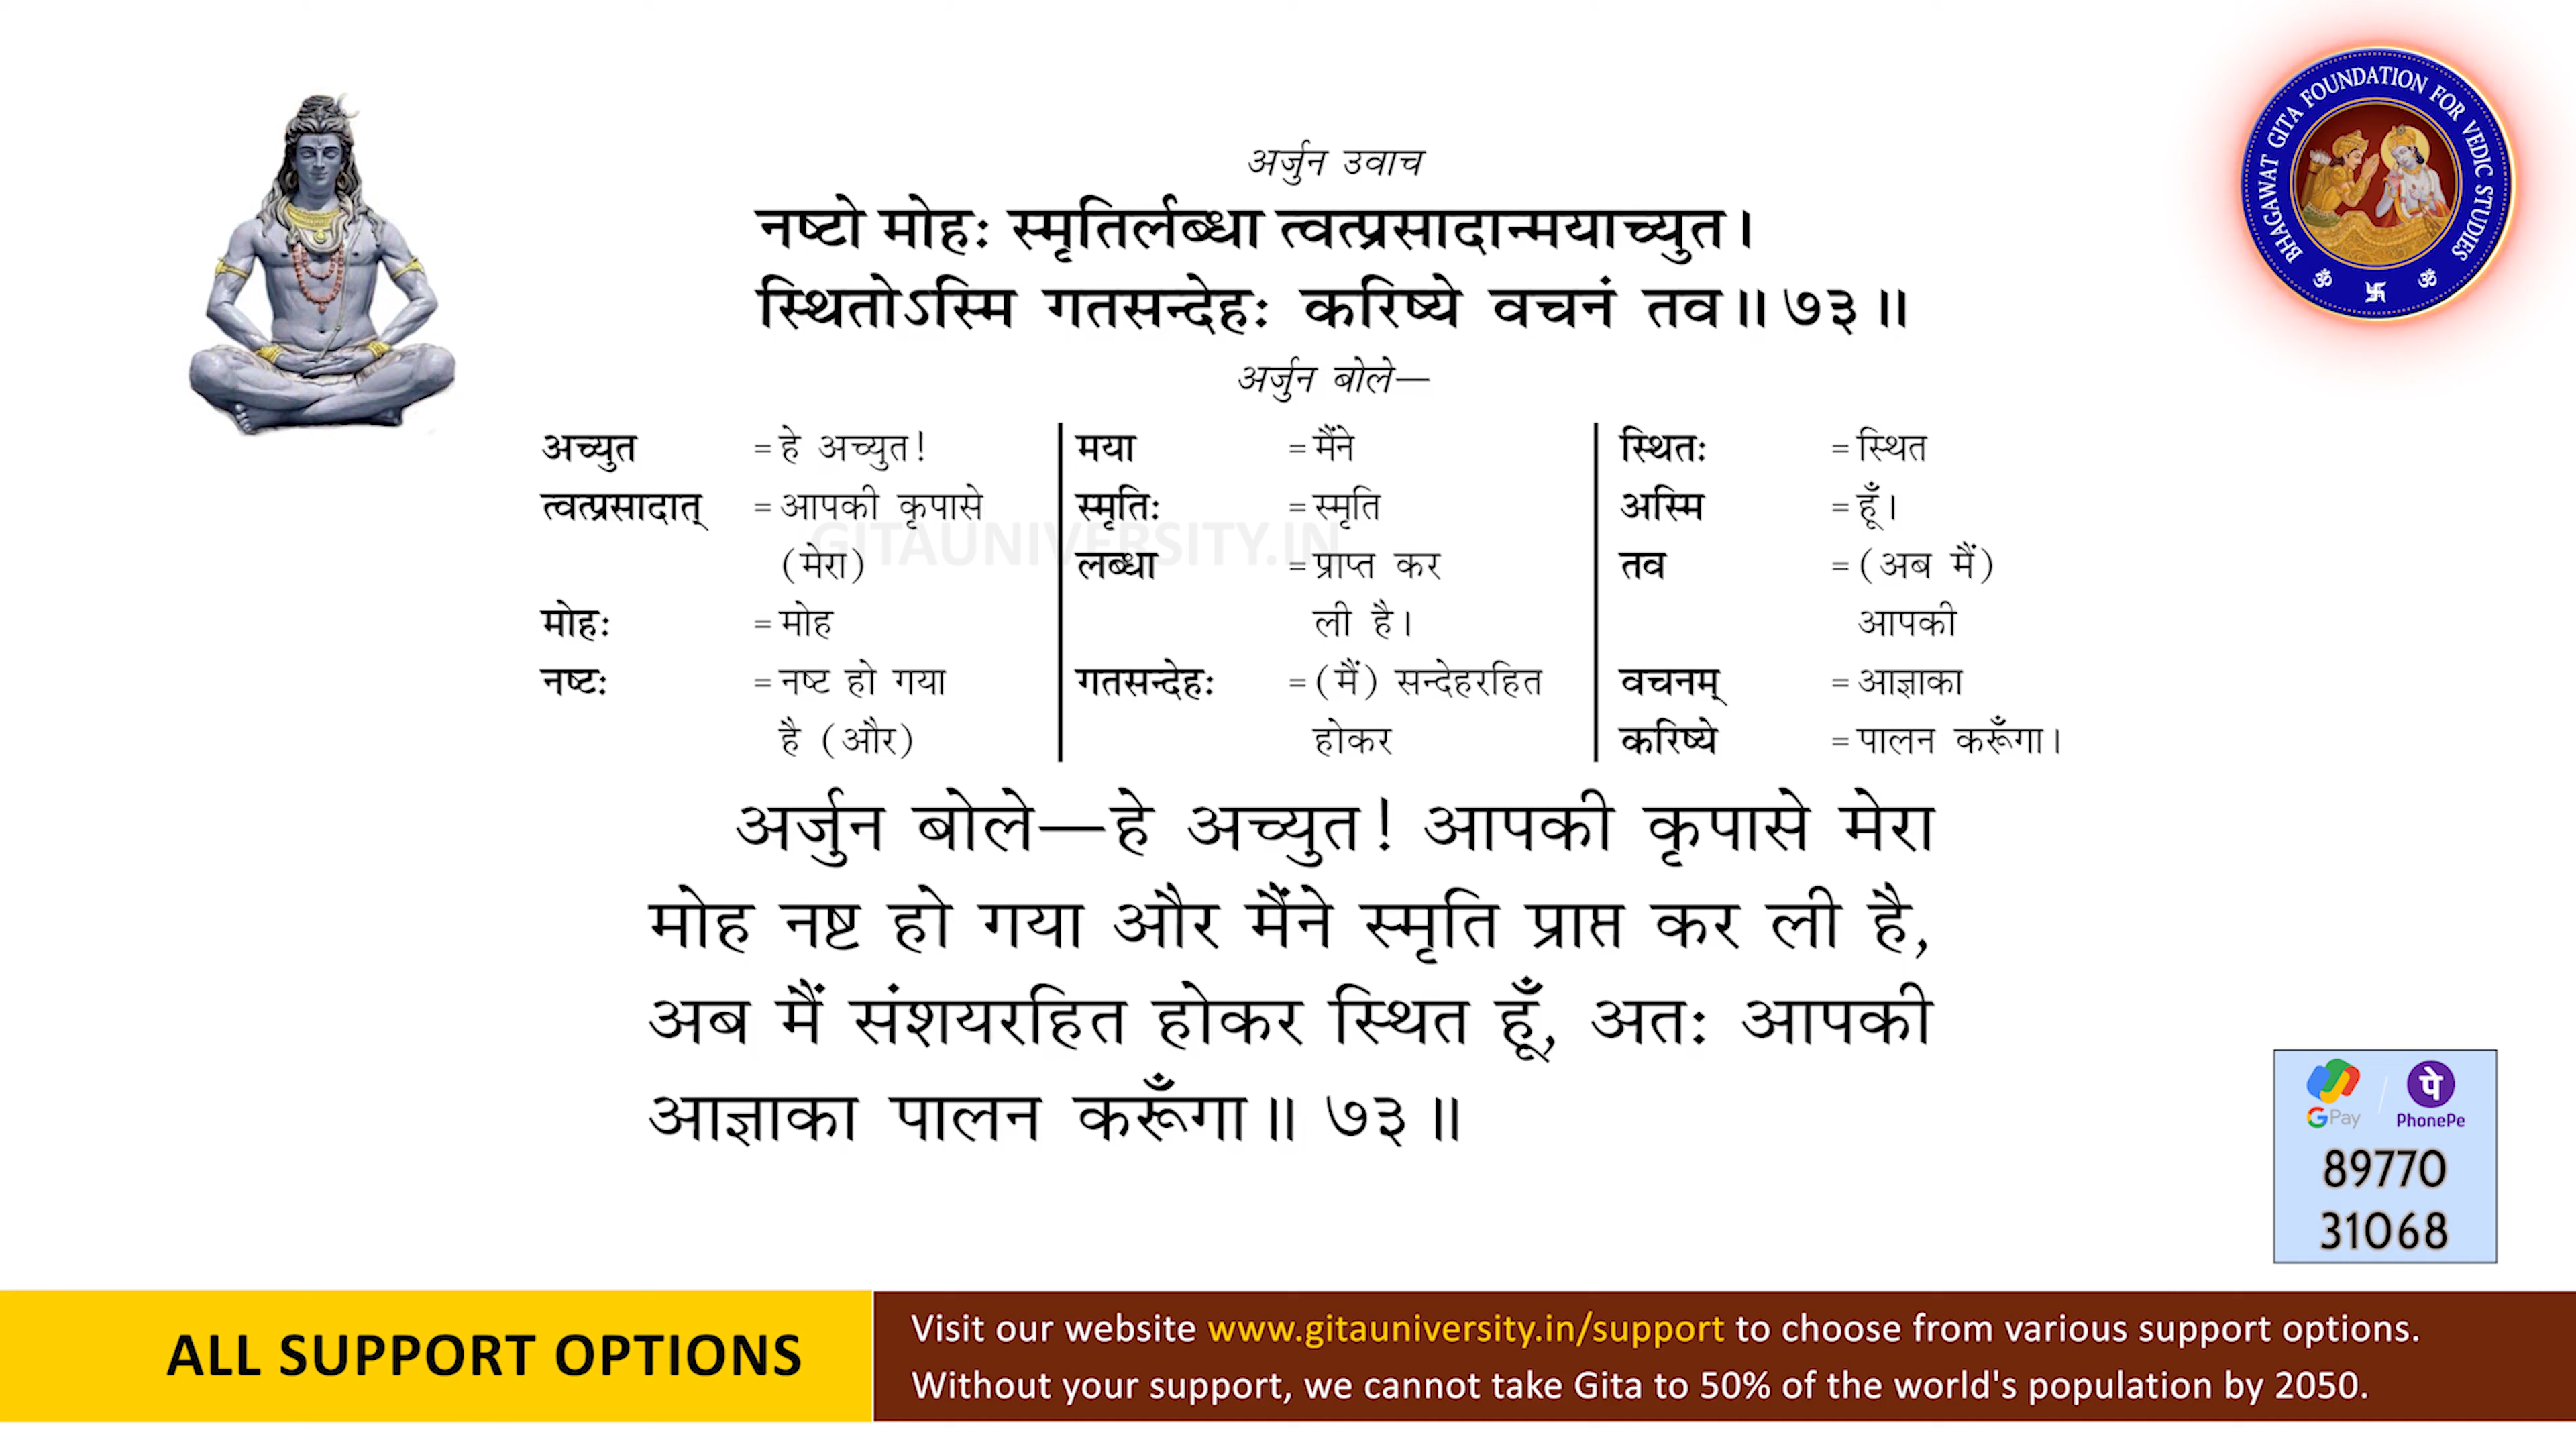 BHAGAWAT GITA FOUNDATION FOR VEDIC STUDIES
ॐ 卐 ॐ
अर्जुन उवाच
नष्टो मोहः स्मृतिर्लब्धा त्वत्प्रसादान्मयाच्युत।
स्थितोऽस्मि गतसन्देहः करिष्ये वचनं तव॥ ७३ ॥
अर्जुन बोले—
अच्युत = हे अच्युत!
त्वत्प्रसादात् = आपकी कृपासे
(मेरा)
मोहः = मोह
नष्टः = नष्ट हो गया
है (और)
मया = मैंने
स्मृतिः = स्मृति
लब्धा = प्राप्त कर
ली है।
गतसन्देहः = (मैं) सन्देहरहित
होकर
स्थितः = स्थित
अस्मि = हूँ।
तव = (अब मैं)
आपकी
वचनम् = आज्ञाका
करिष्ये = पालन करूँगा।
GITAUNIVERSITY.IN
अर्जुन बोले—हे अच्युत! आपकी कृपासे मेरा
मोह नष्ट हो गया और मैंने स्मृति प्राप्त कर ली है,
अब मैं संशयरहित होकर स्थित हूँ, अतः आपकी
आज्ञाका पालन करूँगा॥ ७३ ॥
G Pay
पे
PhonePe
89770
31068
ALL SUPPORT OPTIONS
Visit our website www.gitauniversity.in/support to choose from various support options.
Without your support, we cannot take Gita to 50% of the world's population by 2050.